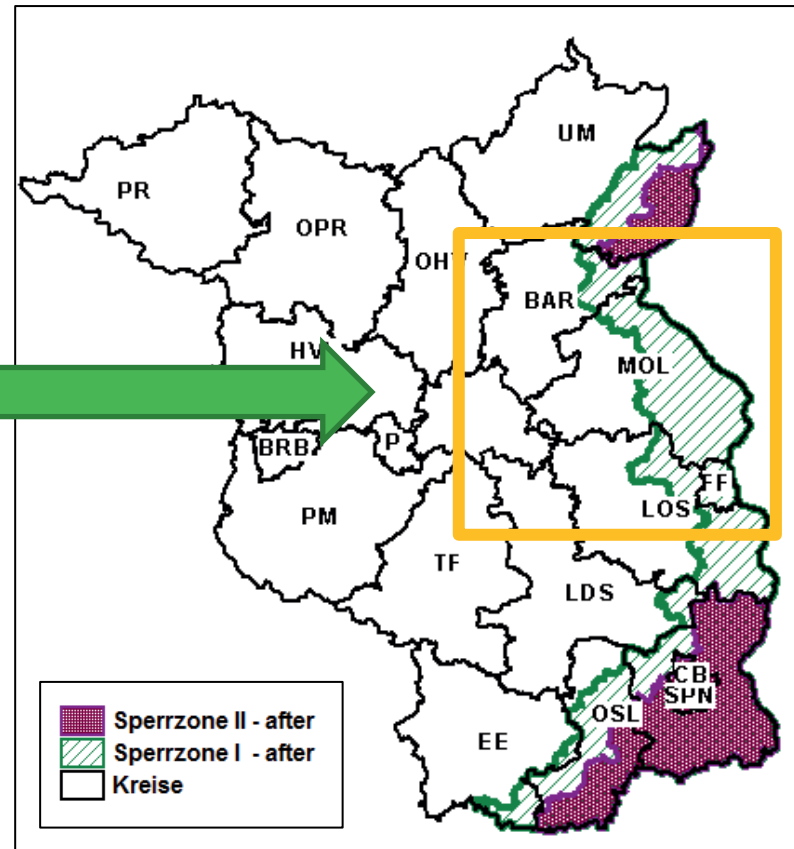 UM
PR
OPR
OHV
BAR
HV
MOL
BRB
P
FF
PM
LOS
TF
LDS
CB
SPN
OSL
EE
Sperrzone II - after
Sperrzone I - after
Kreise